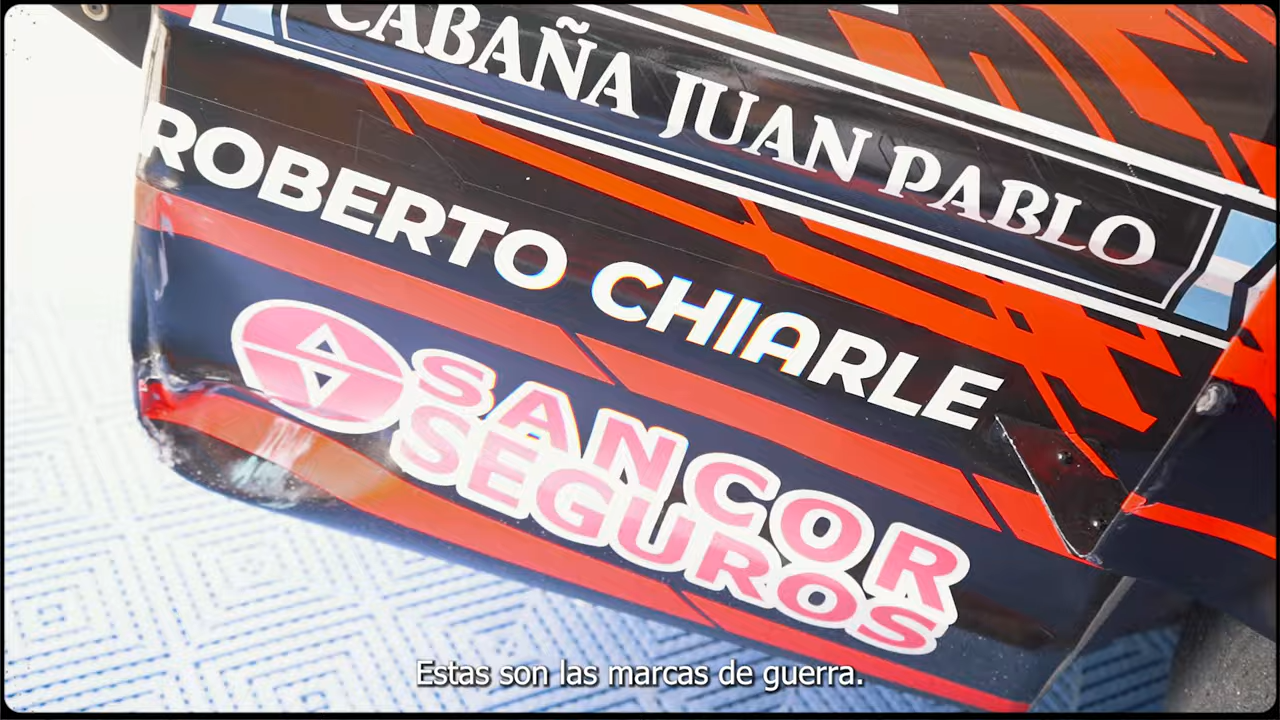 CABAÑA JUAN PABLO
ROBERTO CHIARLE
SANCOR
SEGUROS
Estas son las marcas de guerra.